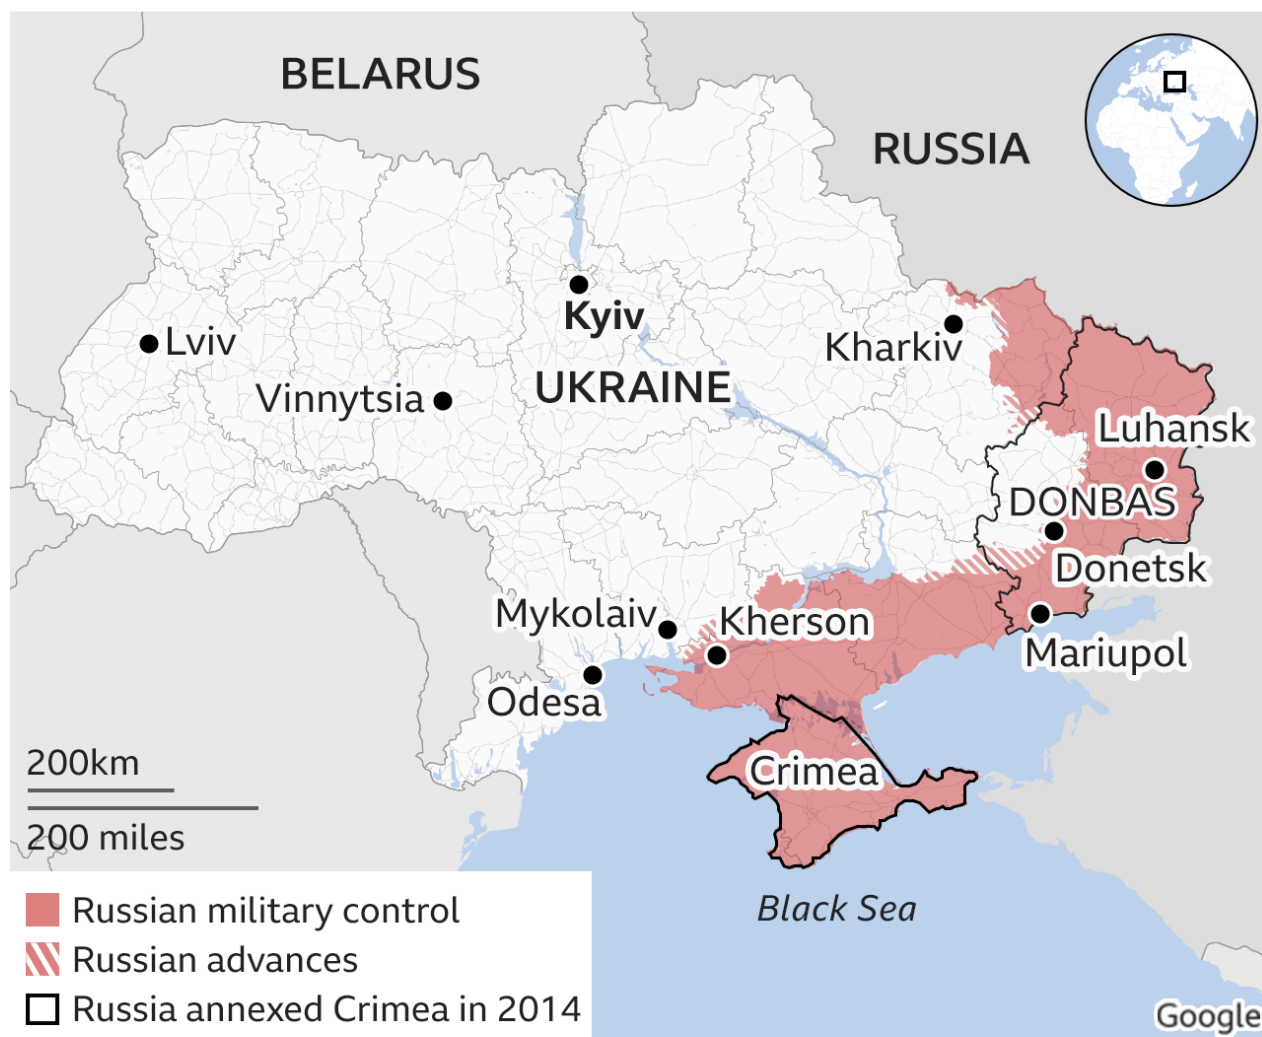 BELARUS
RUSSIA
Kyiv
Lviv
Kharkiv
UKRAINE
Vinnytsia
Luhansk
DONBAS
Donetsk
Mykolaiv
Kherson
Mariupol
Odesa
Crimea
200km
200 miles
Black Sea
Russian military control
Russian advances
Russia annexed Crimea in 2014
Google